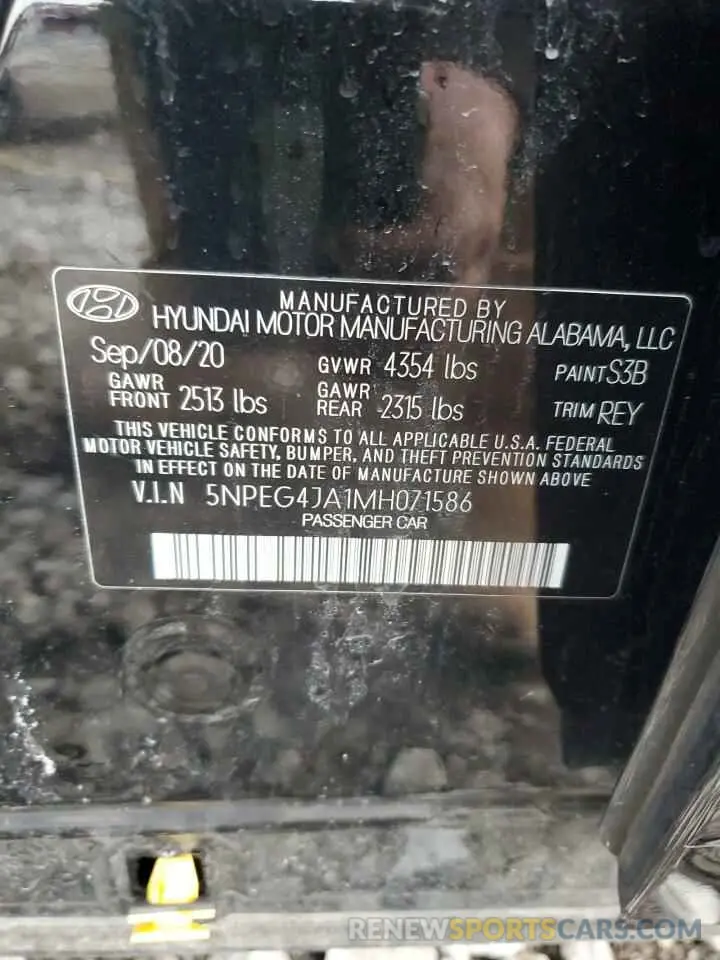 MANUFACTURED BY
HYUNDAI MOTOR MANUFACTURING ALABAMA, LLC
Sep/08/20 GVWR 4354 lbs PAINT S3B
GAWR FRONT 2513 lbs GAWR REAR 2315 lbs TRIM REY
THIS VEHICLE CONFORMS TO ALL APPLICABLE U.S.A. FEDERAL
MOTOR VEHICLE SAFETY, BUMPER, AND THEFT PREVENTION STANDARDS
IN EFFECT ON THE DATE OF MANUFACTURE SHOWN ABOVE
V.I.N 5NPEG4JA1MH071586
PASSENGER CAR
RENEWSPORTSCARS.COM